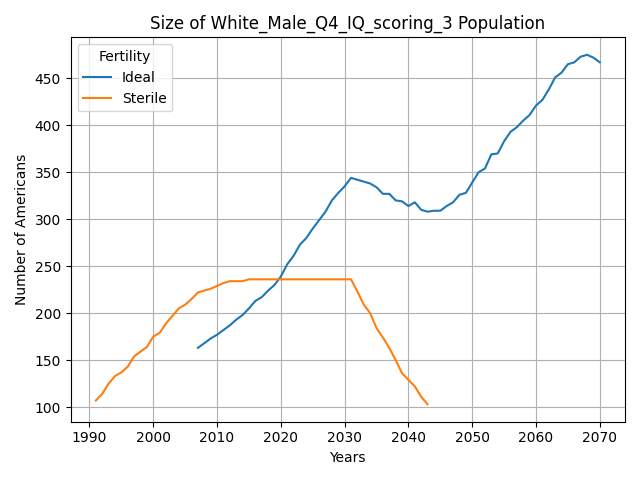 Size of White_Male_Q4_IQ_scoring_3 Population
Fertility
Ideal
Sterile
Number of Americans
450
400
350
300
250
200
150
100
1990 2000 2010 2020 2030 2040 2050 2060 2070
Years